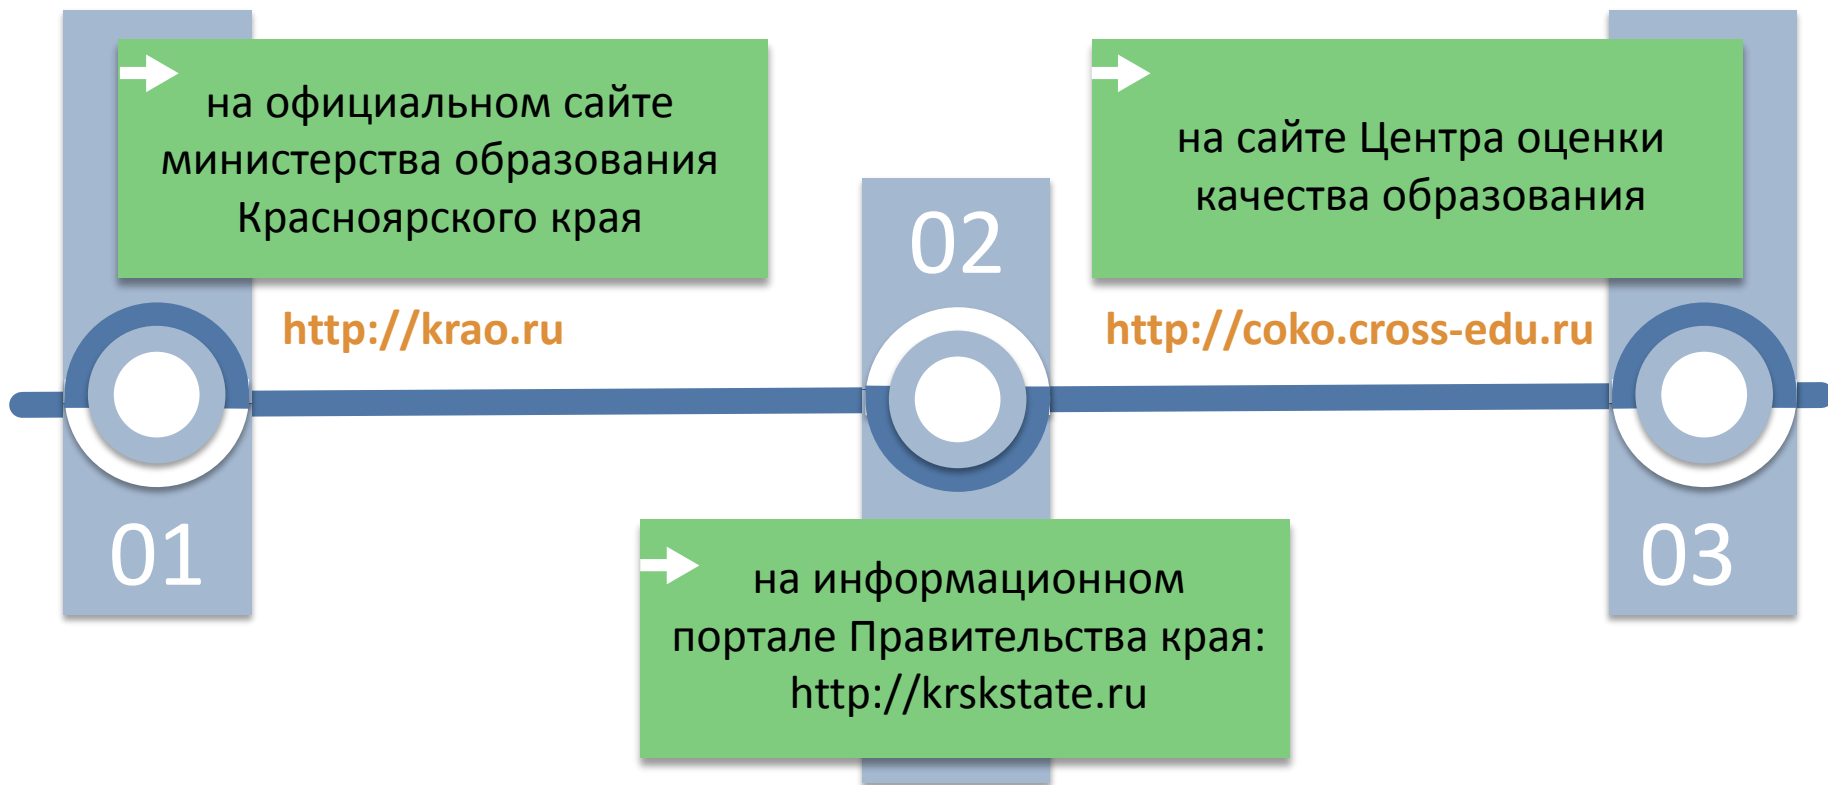 на официальном сайте
министерства образования
Красноярского края
http://krao.ru
01
02
на информационном
портале Правительства края:
http://krskstate.ru
на сайте Центра оценки
качества образования
http://coko.cross-edu.ru
03